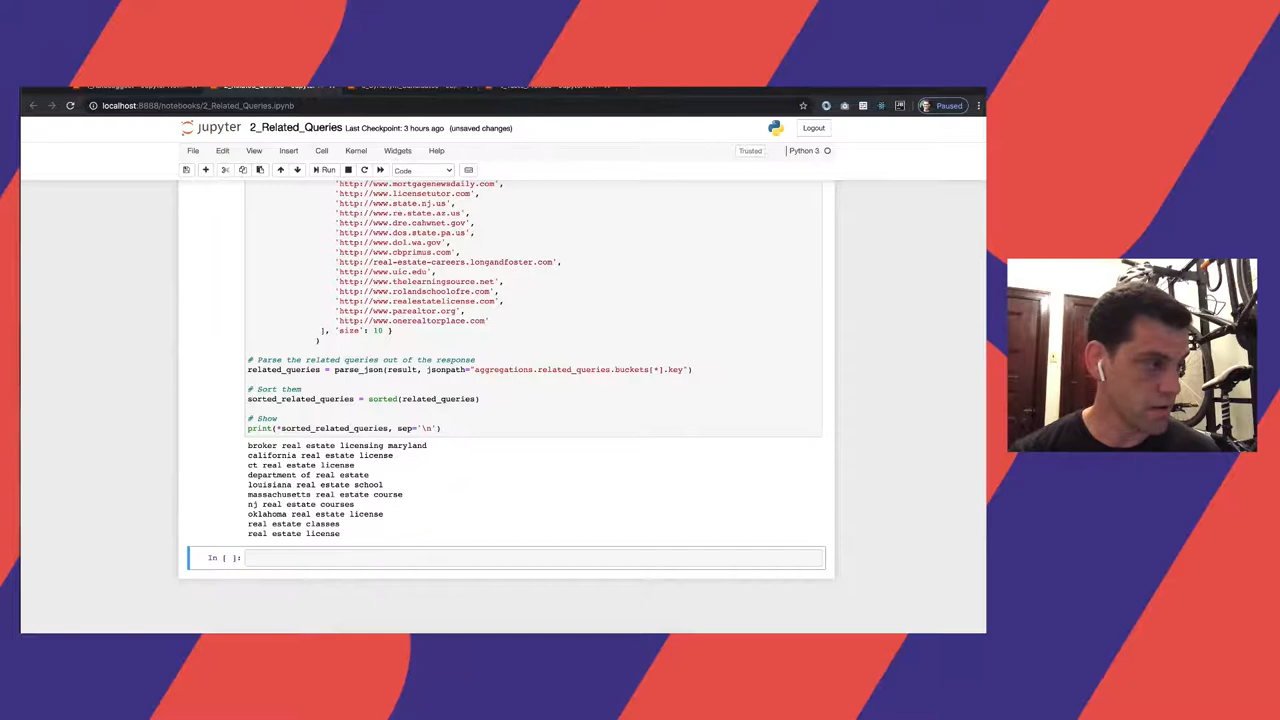 localhost:8888/notebooks/2_Related_Queries.ipynb
Paused
jupyter 2_Related_Queries Last Checkpoint: 3 hours ago (unsaved changes)
Logout
File Edit View Insert Cell Kernel Widgets Help
Trusted
Python 3
Run
Code
'http://www.mortgagenewsdaily.com',
'http://www.licensetutor.com',
'http://www.state.nj.us',
'http://www.re.state.az.us',
'http://www.dre.cahwnet.gov',
'http://www.dos.state.pa.us',
'http://www.dol.wa.gov',
'http://www.cbprimus.com',
'http://real-estate-careers.longandfoster.com',
'http://www.uic.edu',
'http://www.thelearningsource.net',
'http://www.rolandschoolofre.com',
'http://www.realestatelicense.com',
'http://www.parealtor.org',
'http://www.onerealtorplace.com'
], 'size': 10 }
)
# Parse the related queries out of the response
related_queries = parse_json(result, jsonpath="aggregations.related_queries.buckets[*].key")
# Sort them
sorted_related_queries = sorted(related_queries)
# Show
print(*sorted_related_queries, sep='\n')
broker real estate licensing maryland
california real estate license
ct real estate license
department of real estate
louisiana real estate school
massachusetts real estate course
nj real estate courses
oklahoma real estate license
real estate classes
real estate license
In [ ]: